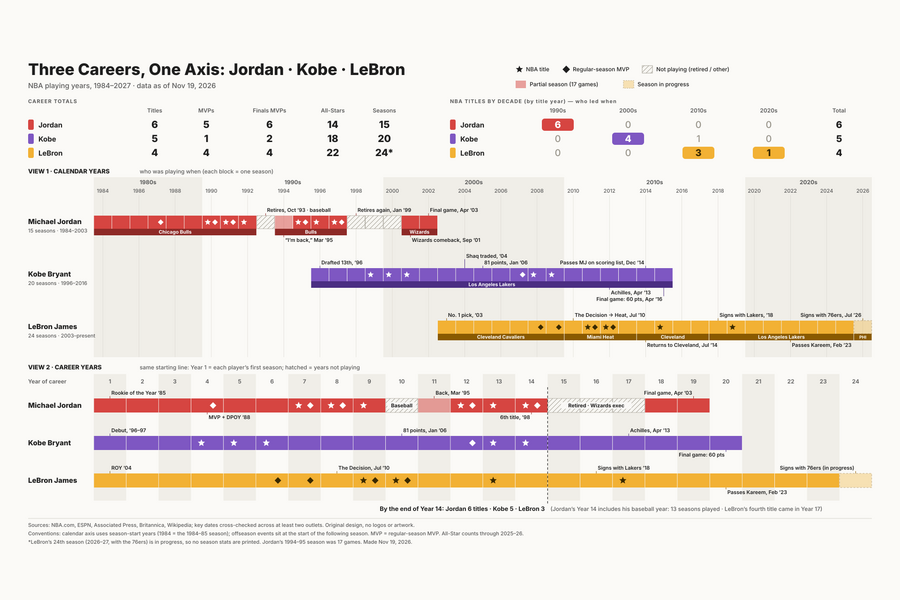 Three Careers, One Axis: Jordan · Kobe · LeBron
NBA playing years, 1984–2027 · data as of Nov 19, 2026
NBA title
Regular-season MVP
Not playing (retired / other)
Partial season (17 games)
Season in progress
CAREER TOTALS
Titles MVPs Finals MVPs All-Stars Seasons
Jordan 6 5 6 14 15
Kobe 5 1 2 18 20
LeBron 4 4 4 22 24*
NBA TITLES BY DECADE (by title year) — who led when
1990s 2000s 2010s 2020s Total
Jordan 6 0 0 0 6
Kobe 0 4 1 0 5
LeBron 0 0 3 1 4
VIEW 1 · CALENDAR YEARS who was playing when (each block = one season)
1980s 1990s 2000s 2010s 2020s
1984 1986 1988 1990 1992 1994 1996 1998 2000 2002 2004 2006 2008 2010 2012 2014 2016 2018 2020 2022 2024 2026
Retires, Oct '93 · baseball
Retires again, Jan '99
Final game, Apr '03
Michael Jordan
15 seasons · 1984–2003
Chicago Bulls
Bulls
Wizards
"I'm back," Mar '95
Wizards comeback, Sep '01
Shaq traded, '04
Drafted 13th, '96
81 points, Jan '06
Passes MJ on scoring list, Dec '14
Kobe Bryant
20 seasons · 1996–2016
Los Angeles Lakers
Achilles, Apr '13
Final game: 60 pts, Apr '16
No. 1 pick, '03
The Decision → Heat, Jul '10
Signs with Lakers, '18
Signs with 76ers, Jul '26
LeBron James
24 seasons · 2003–present
Cleveland Cavaliers
Miami Heat
Cleveland
Los Angeles Lakers
PHI
Returns to Cleveland, Jul '14
Passes Kareem, Feb '23
VIEW 2 · CAREER YEARS same starting line: Year 1 = each player's first season; hatched = years not playing
Year of career 1 2 3 4 5 6 7 8 9 10 11 12 13 14 15 16 17 18 19 20 21 22 23 24
Rookie of the Year '85
Back, Mar '95
Final game, Apr '03
Michael Jordan
Baseball
Retired · Wizards exec
MVP + DPOY '88
6th title, '98
Debut, '96–97
81 points, Jan '06
Achilles, Apr '13
Kobe Bryant
Final game: 60 pts
ROY '04
The Decision, Jul '10
Signs with Lakers '18
Signs with 76ers (in progress)
LeBron James
Passes Kareem, Feb '23
By the end of Year 14: Jordan 6 titles · Kobe 5 · LeBron 3 (Jordan's Year 14 includes his baseball year: 13 seasons played · LeBron's fourth title came in Year 17)
Sources: NBA.com, ESPN, Associated Press, Britannica, Wikipedia; key dates cross-checked across at least two outlets. Original design, no logos or artwork.
Conventions: calendar axis uses season-start years (1984 = the 1984–85 season); offseason events sit at the start of the following season. MVP = regular-season MVP. All-Star counts through 2025–26.
*LeBron's 24th season (2026–27, with the 76ers) is in progress, so no season stats are printed. Jordan's 1994–95 season was 17 games. Made Nov 19, 2026.